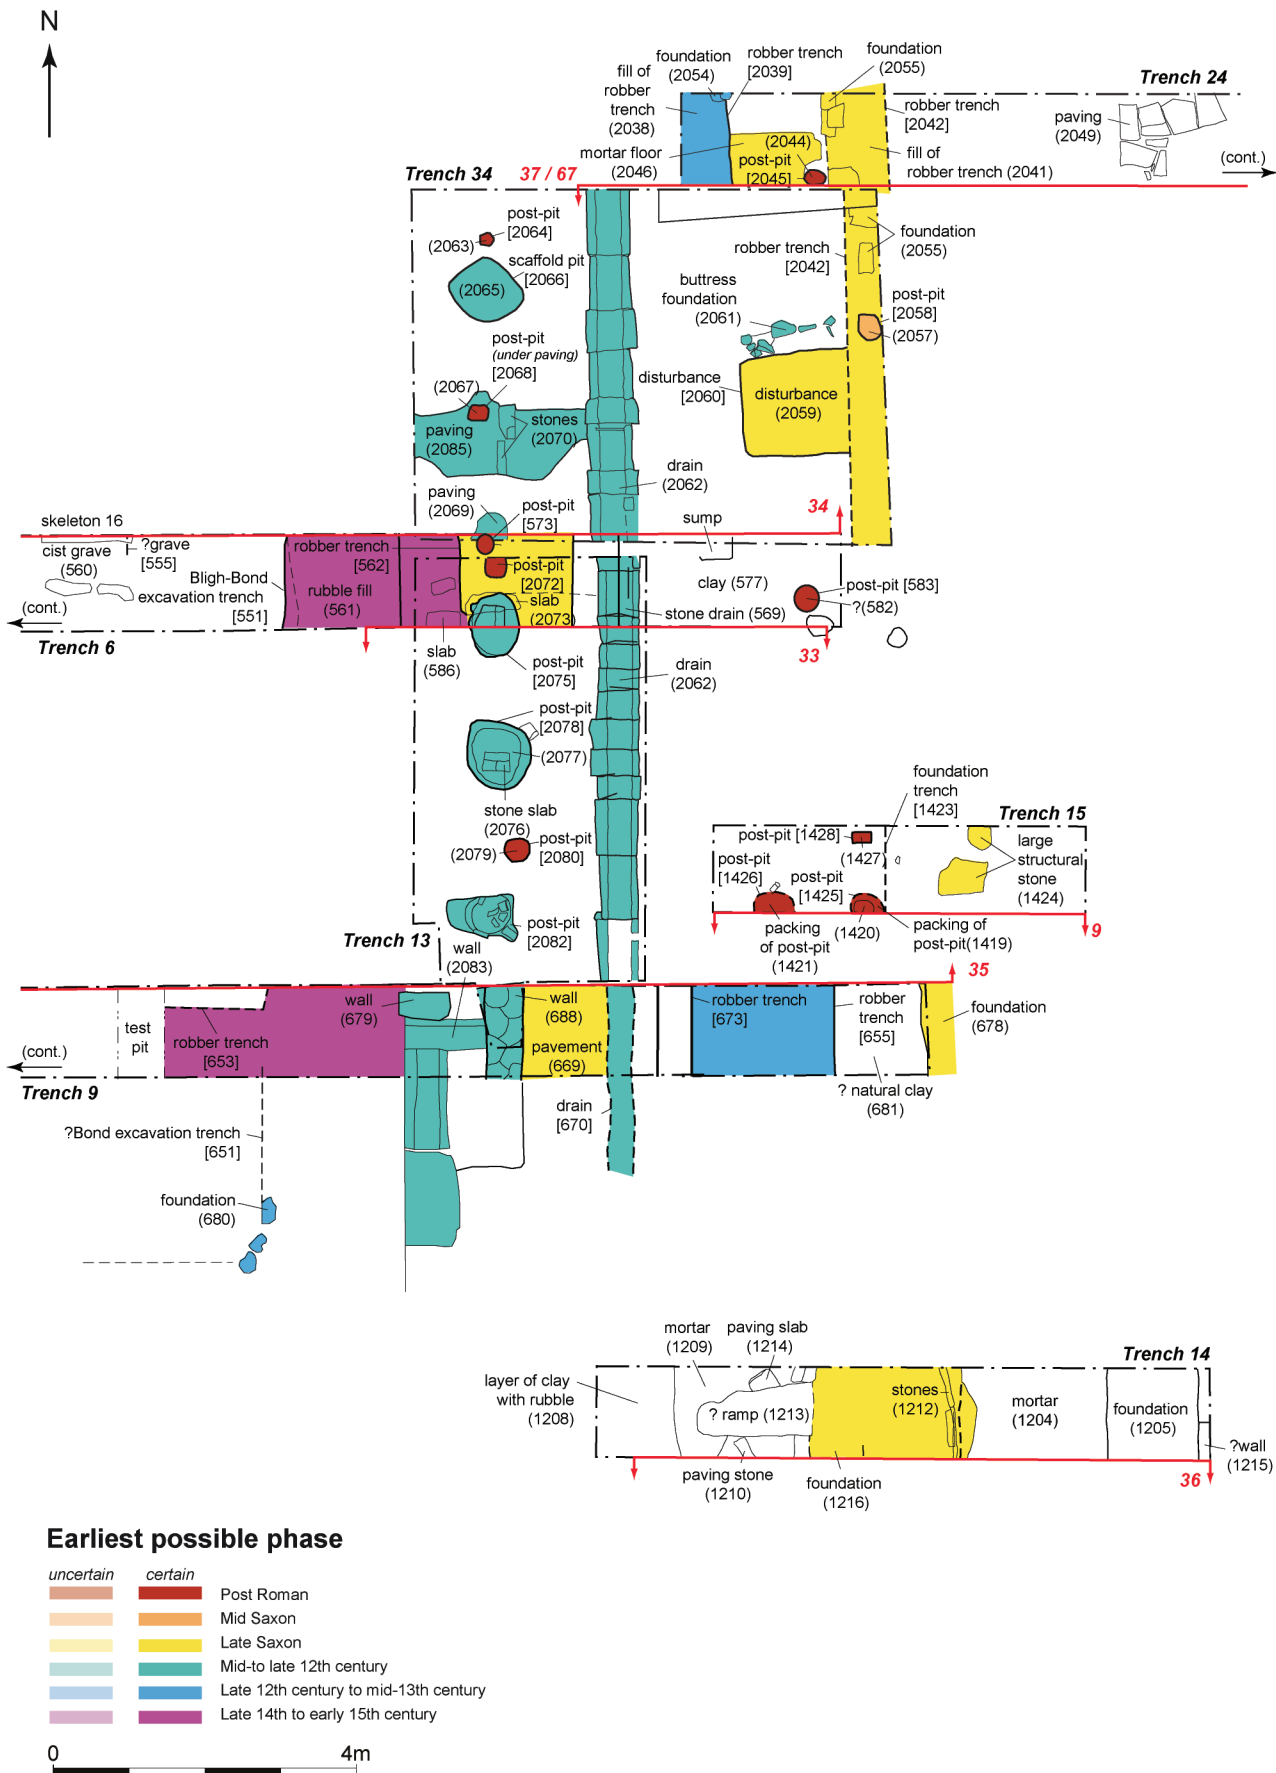 N
foundation
(2054)
robber trench
[2039]
foundation
(2055)
Trench 24
fill of
robber
trench
(2038)
robber trench
[2042]
paving
(2049)
(2044)
mortar floor
(2046)
post-pit
[2045]
fill of
robber trench (2041)
(cont.)
Trench 34
37 / 67
post-pit
[2064]
(2063)
foundation
(2055)
robber trench
[2042]
scaffold pit
[2066]
(2065)
buttress
foundation
(2061)
post-pit
[2058]
(2057)
post-pit
(under paving)
[2068]
(2067)
disturbance
[2060]
disturbance
(2059)
paving
(2085)
stones
(2070)
drain
(2062)
paving
(2069)
post-pit
[573]
34
skeleton 16
sump
cist grave
(560)
?grave
[555]
robber trench
[562]
post-pit
[2072]
Bligh-Bond
excavation trench
[551]
rubble fill
(561)
clay (577)
post-pit [583]
?(582)
slab
(2073)
stone drain (569)
(cont.)
Trench 6
slab
(586)
33
post-pit
[2075]
drain
(2062)
post-pit
[2078]
(2077)
foundation
trench
[1423]
stone slab
(2076)
Trench 15
post-pit [1428]
large
structural
stone
(1424)
(2079)
post-pit
[2080]
(1427)
post-pit
[1426]
post-pit
[1425]
post-pit
[2082]
packing
of post-pit
(1421)
(1420)
packing of
post-pit(1419)
9
Trench 13
wall
(2083)
35
wall
(679)
wall
(688)
robber trench
[673]
robber
trench
[655]
foundation
(678)
test
pit
robber trench
[653]
pavement
(669)
(cont.)
Trench 9
? natural clay
(681)
drain
[670]
?Bond excavation trench
[651]
foundation
(680)
mortar
(1209)
paving slab
(1214)
Trench 14
layer of clay
with rubble
(1208)
stones
(1212)
mortar
(1204)
foundation
(1205)
? ramp (1213)
?wall
(1215)
paving stone
(1210)
foundation
(1216)
36
Earliest possible phase
uncertain certain
Post Roman
Mid Saxon
Late Saxon
Mid-to late 12th century
Late 12th century to mid-13th century
Late 14th to early 15th century
0 4m